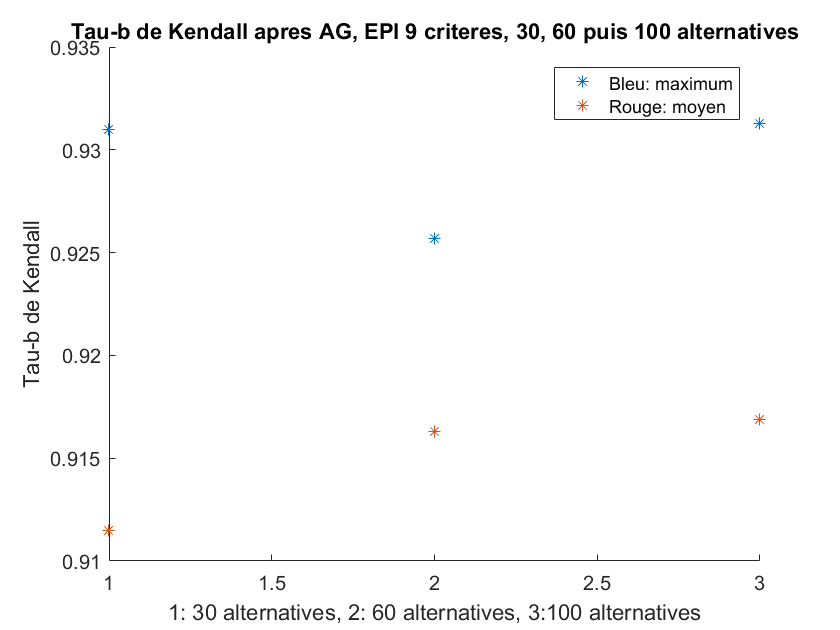 Tau-b de Kendall apres AG, EPI 9 criteres, 30, 60 puis 100 alternatives
0.935
Bleu: maximum
Rouge: moyen
0.93
0.925
0.92
0.915
0.91
Tau-b de Kendall
1 1.5 2 2.5 3
1: 30 alternatives, 2: 60 alternatives, 3:100 alternatives